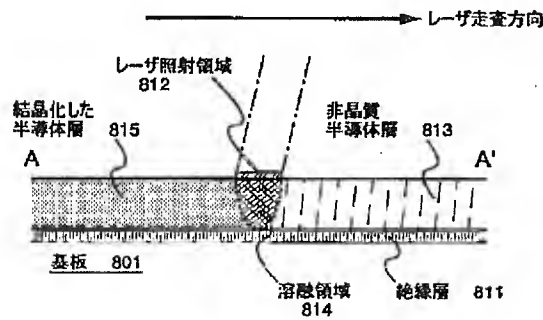 レーザ走査方向
レーザ照射領域
812
結晶化した
半導体層 815
非晶質
半導体層 813
A
A'
基板 801
溶融領域
814
絶縁層 811